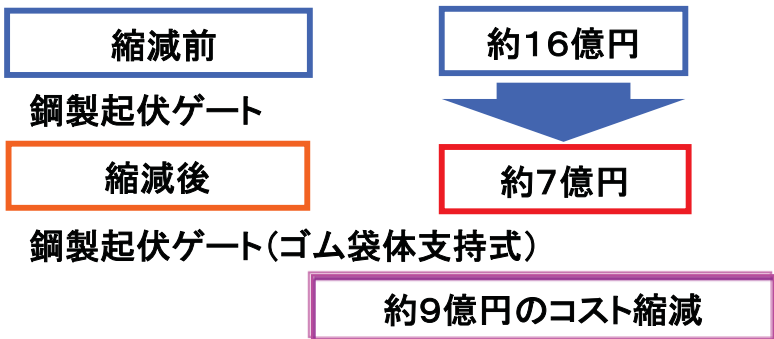 縮減前
約16億円
鋼製起伏ゲート
縮減後
約7億円
鋼製起伏ゲート(ゴム袋体支持式)
約9億円のコスト縮減